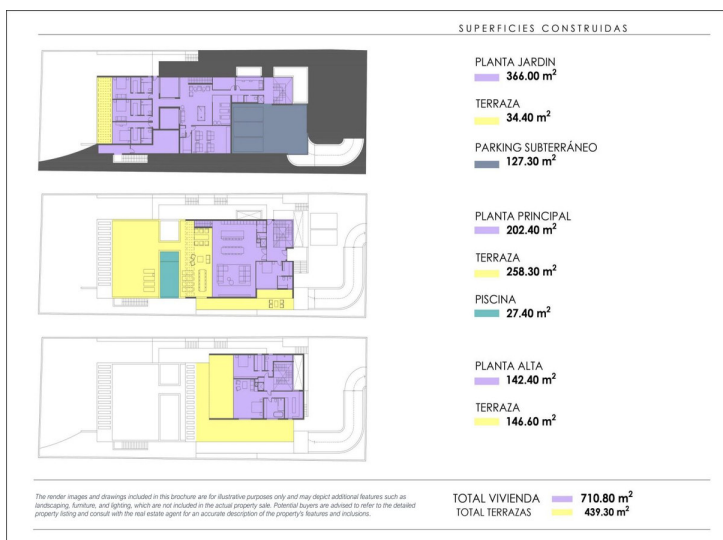 SUPERFICIES CONSTRUIDAS
PLANTA JARDIN
366.00 m²
TERRAZA
34.40 m²
PARKING SUBTERRÁNEO
127.30 m²
PLANTA PRINCIPAL
202.40 m²
TERRAZA
258.30 m²
PISCINA
27.40 m²
PLANTA ALTA
142.40 m²
TERRAZA
146.60 m²
The render images and drawings included in this brochure are for illustrative purposes only and may depict additional features such as
landscaping, furniture, and lighting, which are not included in the actual property sale. Potential buyers are advised to refer to the detailed
property listing and consult with the real estate agent for an accurate description of the property's features and inclusions.
TOTAL VIVIENDA 710.80 m²
TOTAL TERRAZAS 439.30 m²